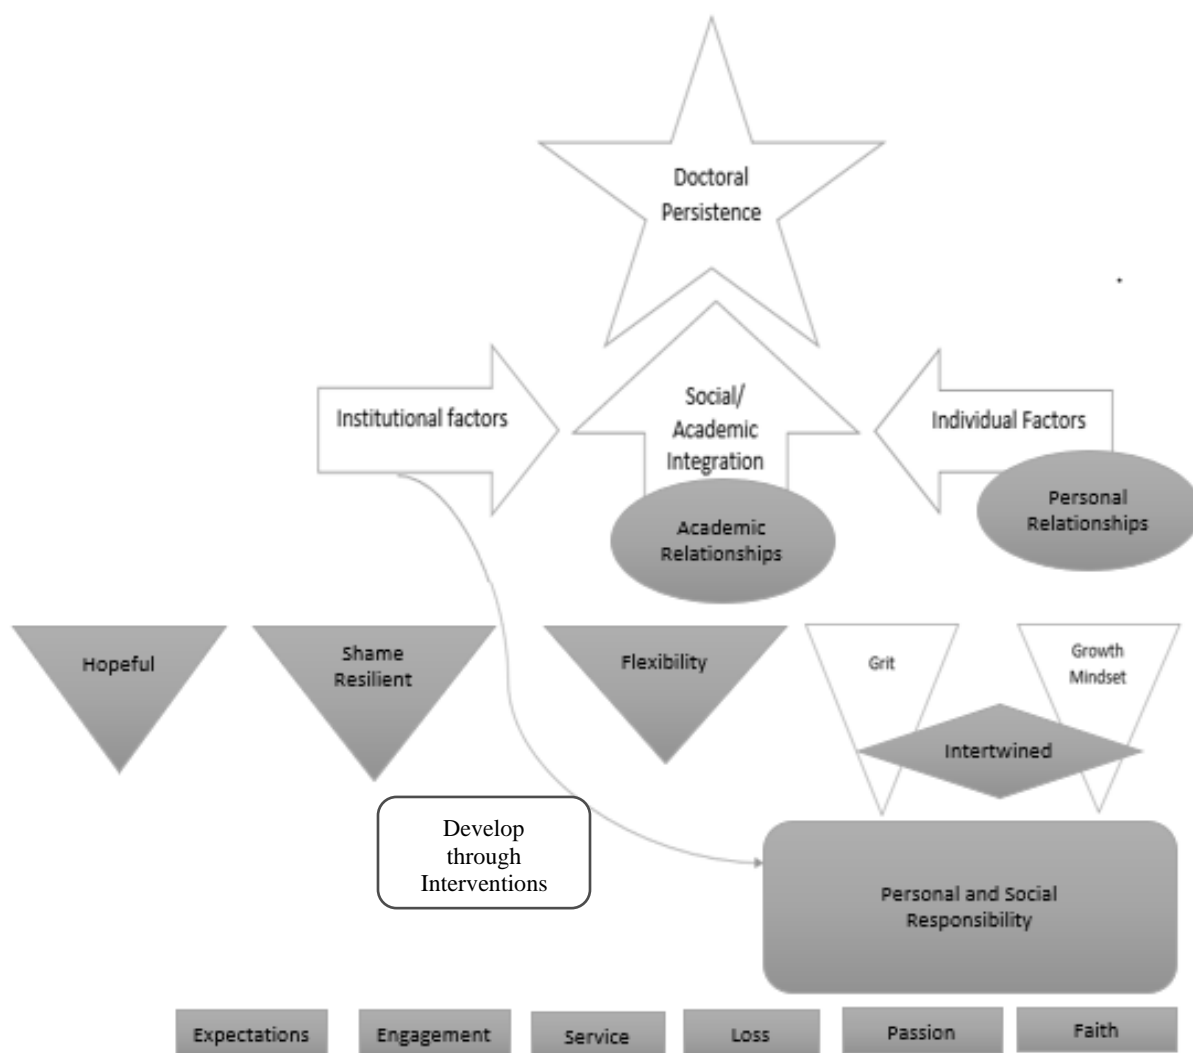 Doctoral
Persistence
Institutional factors
Social/
Academic
Integration
Individual Factors
Academic
Relationships
Personal
Relationships
Hopeful
Shame
Resilient
Flexibility
Grit
Growth
Mindset
Intertwined
Develop
through
Interventions
Personal and Social
Responsibility
Expectations
Engagement
Service
Loss
Passion
Faith